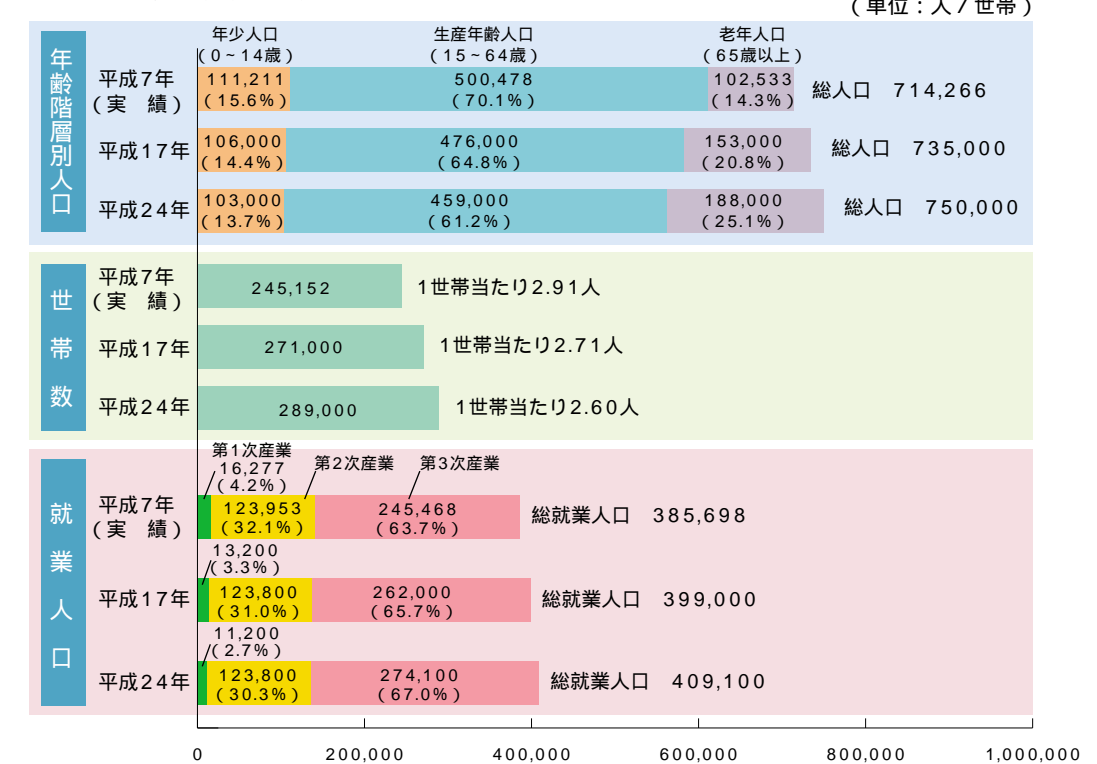 (単位：人/世帯)
年齢階層別人口
年少人口
(0~14歳)
生産年齢人口
(15~64歳)
老年人口
(65歳以上)
平成7年
(実 績)
111,211
(15.6%)
500,478
(70.1%)
102,533
(14.3%)
総人口 714,266
平成17年
106,000
(14.4%)
476,000
(64.8%)
153,000
(20.8%)
総人口 735,000
平成24年
103,000
(13.7%)
459,000
(61.2%)
188,000
(25.1%)
総人口 750,000
世帯数
平成7年
(実 績)
245,152
1世帯当たり2.91人
平成17年
271,000
1世帯当たり2.71人
平成24年
289,000
1世帯当たり2.60人
就業人口
第1次産業
第2次産業
第3次産業
平成7年
(実 績)
16,277
(4.2%)
123,953
(32.1%)
245,468
(63.7%)
総就業人口 385,698
平成17年
13,200
(3.3%)
123,800
(31.0%)
262,000
(65.7%)
総就業人口 399,000
平成24年
11,200
(2.7%)
123,800
(30.3%)
274,100
(67.0%)
総就業人口 409,100
0 200,000 400,000 600,000 800,000 1,000,000